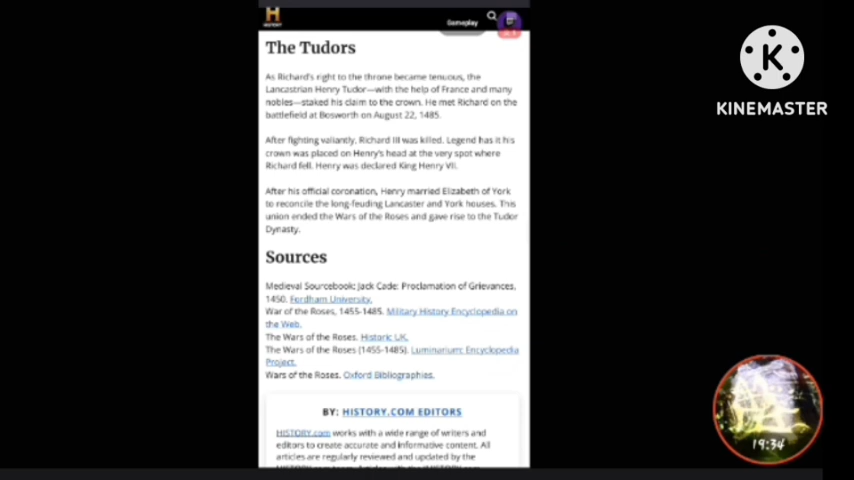 H
HISTORY
Gameplay
KINEMASTER
The Tudors
As Richard's right to the throne became tenuous, the
Lancastrian Henry Tudor—with the help of France and many
nobles—staked his claim to the crown. He met Richard on the
battlefield at Bosworth on August 22, 1485.
After fighting valiantly, Richard III was killed. Legend has it his
crown was placed on Henry's head at the very spot where
Richard fell. Henry was declared King Henry VII.
After his official coronation, Henry married Elizabeth of York
to reconcile the long-feuding Lancaster and York houses. This
union ended the Wars of the Roses and gave rise to the Tudor
Dynasty.
Sources
Medieval Sourcebook: Jack Cade: Proclamation of Grievances,
1450. Fordham University.
War of the Roses, 1455-1485. Military History Encyclopedia on
the Web.
The Wars of the Roses. Historic UK.
The Wars of the Roses (1455-1485). Luminarium: Encyclopedia
Project.
Wars of the Roses. Oxford Bibliographies.
BY: HISTORY.COM EDITORS
HISTORY.com works with a wide range of writers and
editors to create accurate and informative content. All
articles are regularly reviewed and updated by the
19:34